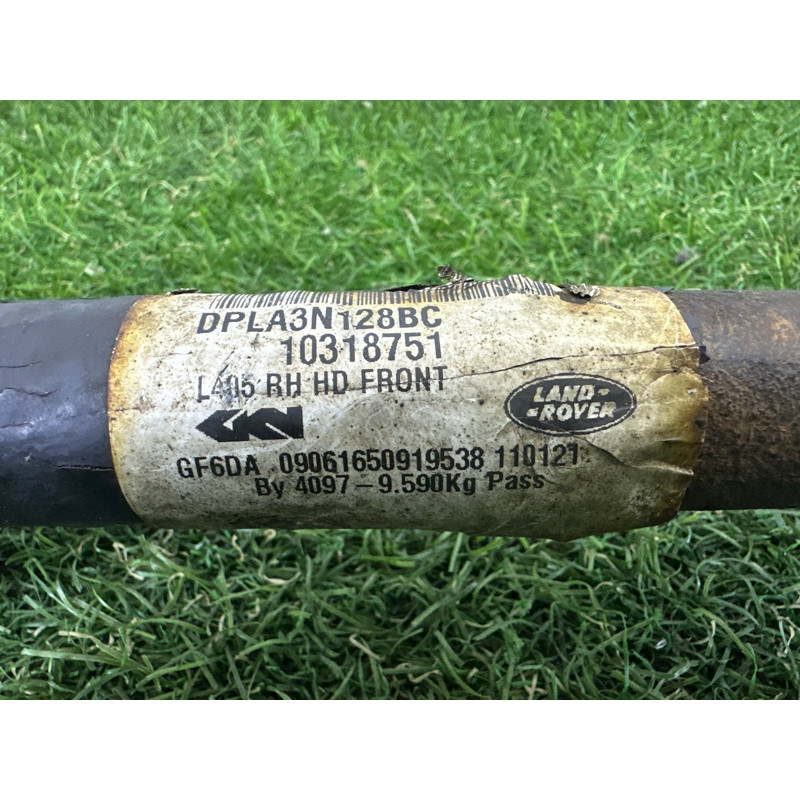 DPLA3N128BC
10318751
L405 RH HD FRONT
GKN
LAND-
-ROVER
GF6DA 09061650919538 110121
By 4097-9.590Kg Pass